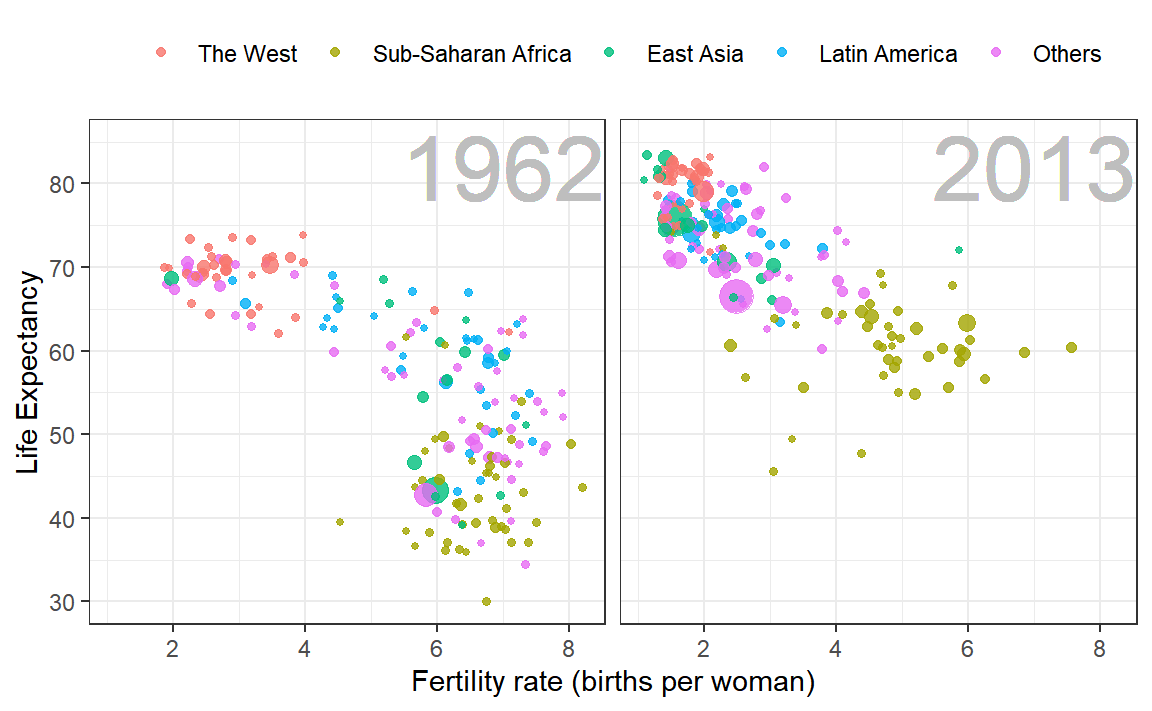 The West Sub-Saharan Africa East Asia Latin America Others
1962 2013
80
70
60
50
40
30
Life Expectancy
2 4 6 8 2 4 6 8
Fertility rate (births per woman)